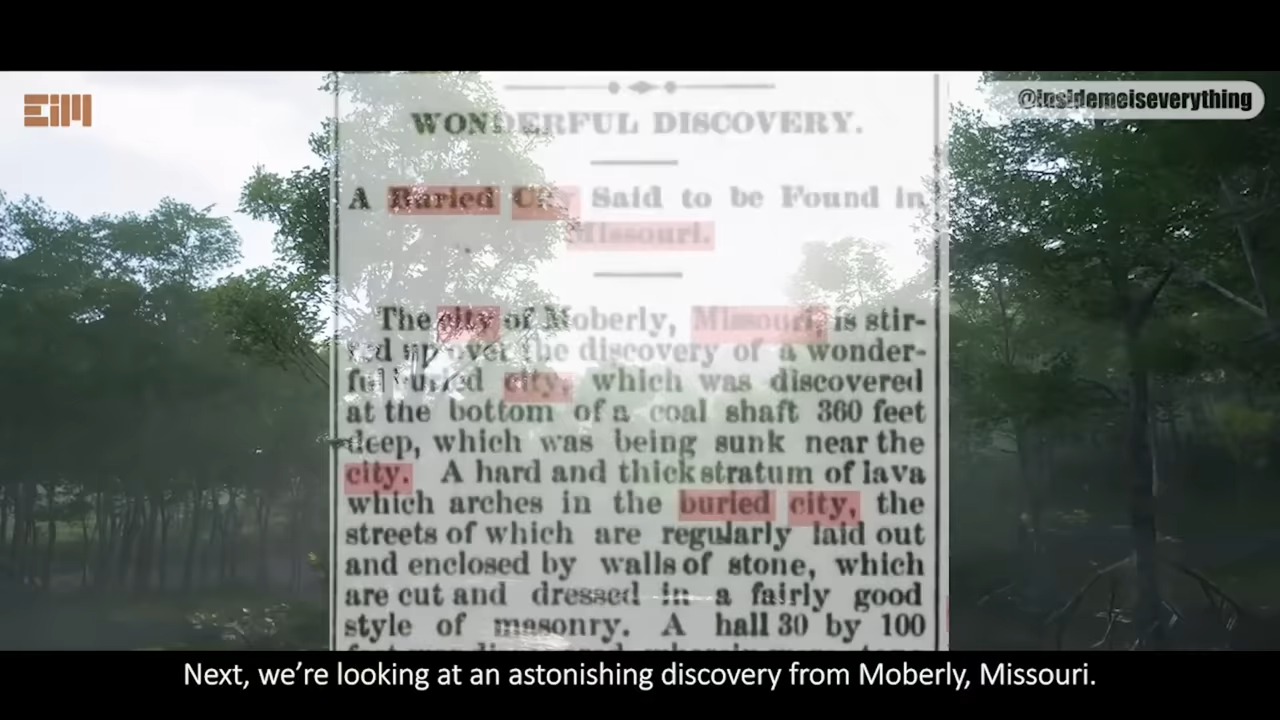 EiM
@insidemeiseverything
WONDERFUL DISCOVERY.
A Buried City Said to be Found in
Missouri.
The city of Moberly, Missouri, is stir-
red up over the discovery of a wonder-
ful buried city, which was discovered
at the bottom of a coal shaft 360 feet
deep, which was being sunk near the
city. A hard and thick stratum of lava
which arches in the buried city, the
streets of which are regularly laid out
and enclosed by walls of stone, which
are cut and dressed in a fairly good
style of masonry. A hall 30 by 100
Next, we’re looking at an astonishing discovery from Moberly, Missouri.